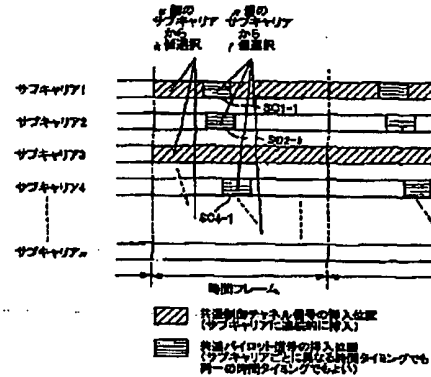 n個の
サブキャリア
から
k個選択
n個の
サブキャリア
から
f個選択
サブキャリア1
SC1-1
サブキャリア2
SC2-1
サブキャリア3
サブキャリア4
SC4-1
サブキャリアn
時間フレーム
共通制御チャネル信号の挿入位置
(サブキャリアに連続的に挿入)
共通パイロット信号の挿入位置
(サブキャリアごとに異なる時間タイミングでも
同一の時間タイミングでもよい)